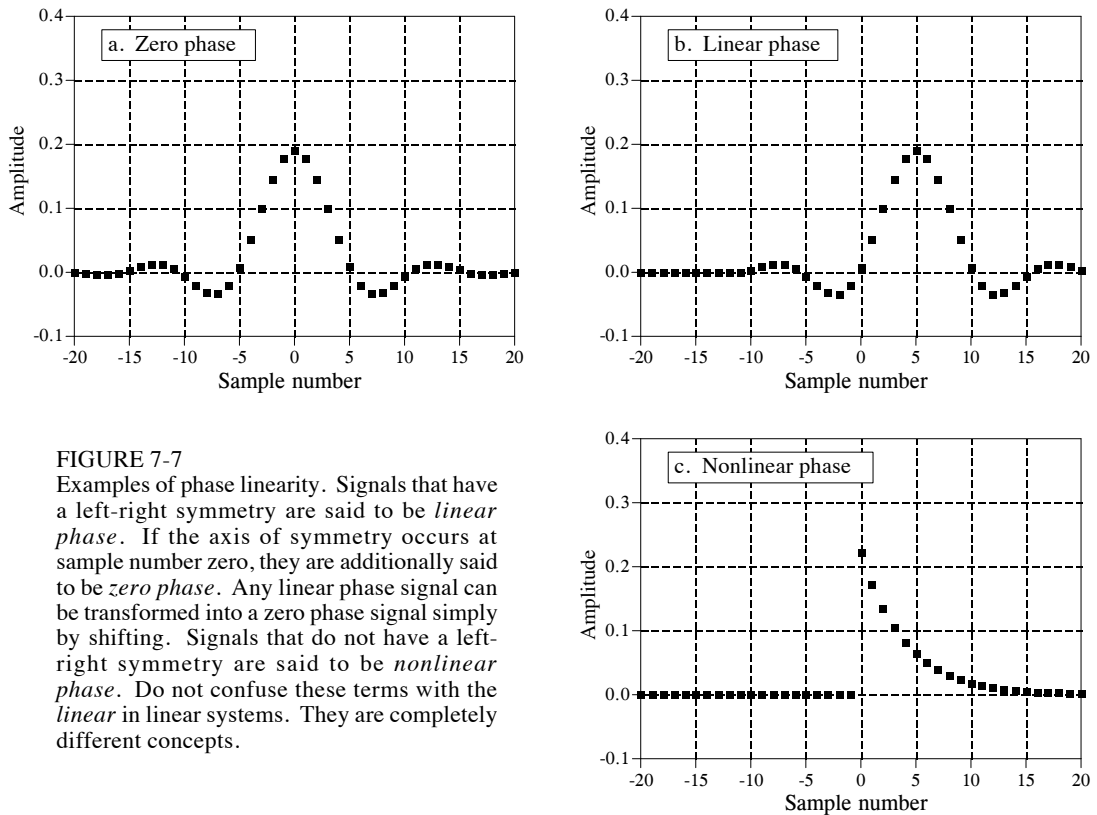 a. Zero phase
0.4
0.3
0.2
0.1
0.0
-0.1
Amplitude
-20 -15 -10 -5 0 5 10 15 20
Sample number
b. Linear phase
0.4
0.3
0.2
0.1
0.0
-0.1
Amplitude
-20 -15 -10 -5 0 5 10 15 20
Sample number
FIGURE 7-7
Examples of phase linearity. Signals that have
a left-right symmetry are said to be linear
phase. If the axis of symmetry occurs at
sample number zero, they are additionally said
to be zero phase. Any linear phase signal can
be transformed into a zero phase signal simply
by shifting. Signals that do not have a left-
right symmetry are said to be nonlinear
phase. Do not confuse these terms with the
linear in linear systems. They are completely
different concepts.
c. Nonlinear phase
0.4
0.3
0.2
0.1
0.0
-0.1
Amplitude
-20 -15 -10 -5 0 5 10 15 20
Sample number